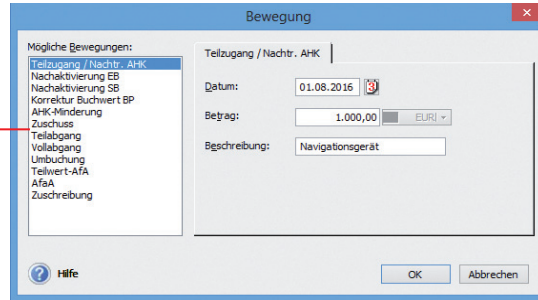 Bewegung
Mögliche Bewegungen:
Teilzugang / Nachtr. AHK
Nachaktivierung EB
Nachaktivierung SB
Korrektur Buchwert BP
AHK-Minderung
Zuschuss
Teilabgang
Vollabgang
Umbuchung
Teilwert-AfA
AfaA
Zuschreibung
Teilzugang / Nachtr. AHK
Datum: 01.08.2016 3
Betrag: 1.000,00 EUR
Beschreibung: Navigationsgerät
? Hilfe
OK Abbrechen